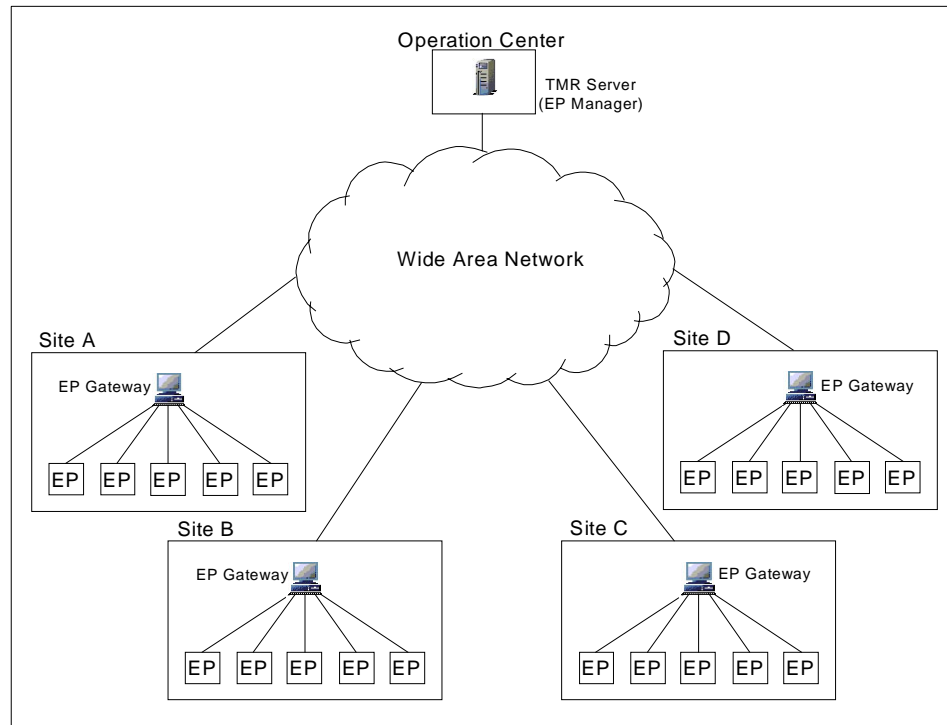 Operation Center
TMR Server
(EP Manager)
Wide Area Network
Site A
EP Gateway
EP EP EP EP EP
Site D
EP Gateway
EP EP EP EP EP
Site B
EP Gateway
EP EP EP EP EP
Site C
EP Gateway
EP EP EP EP EP